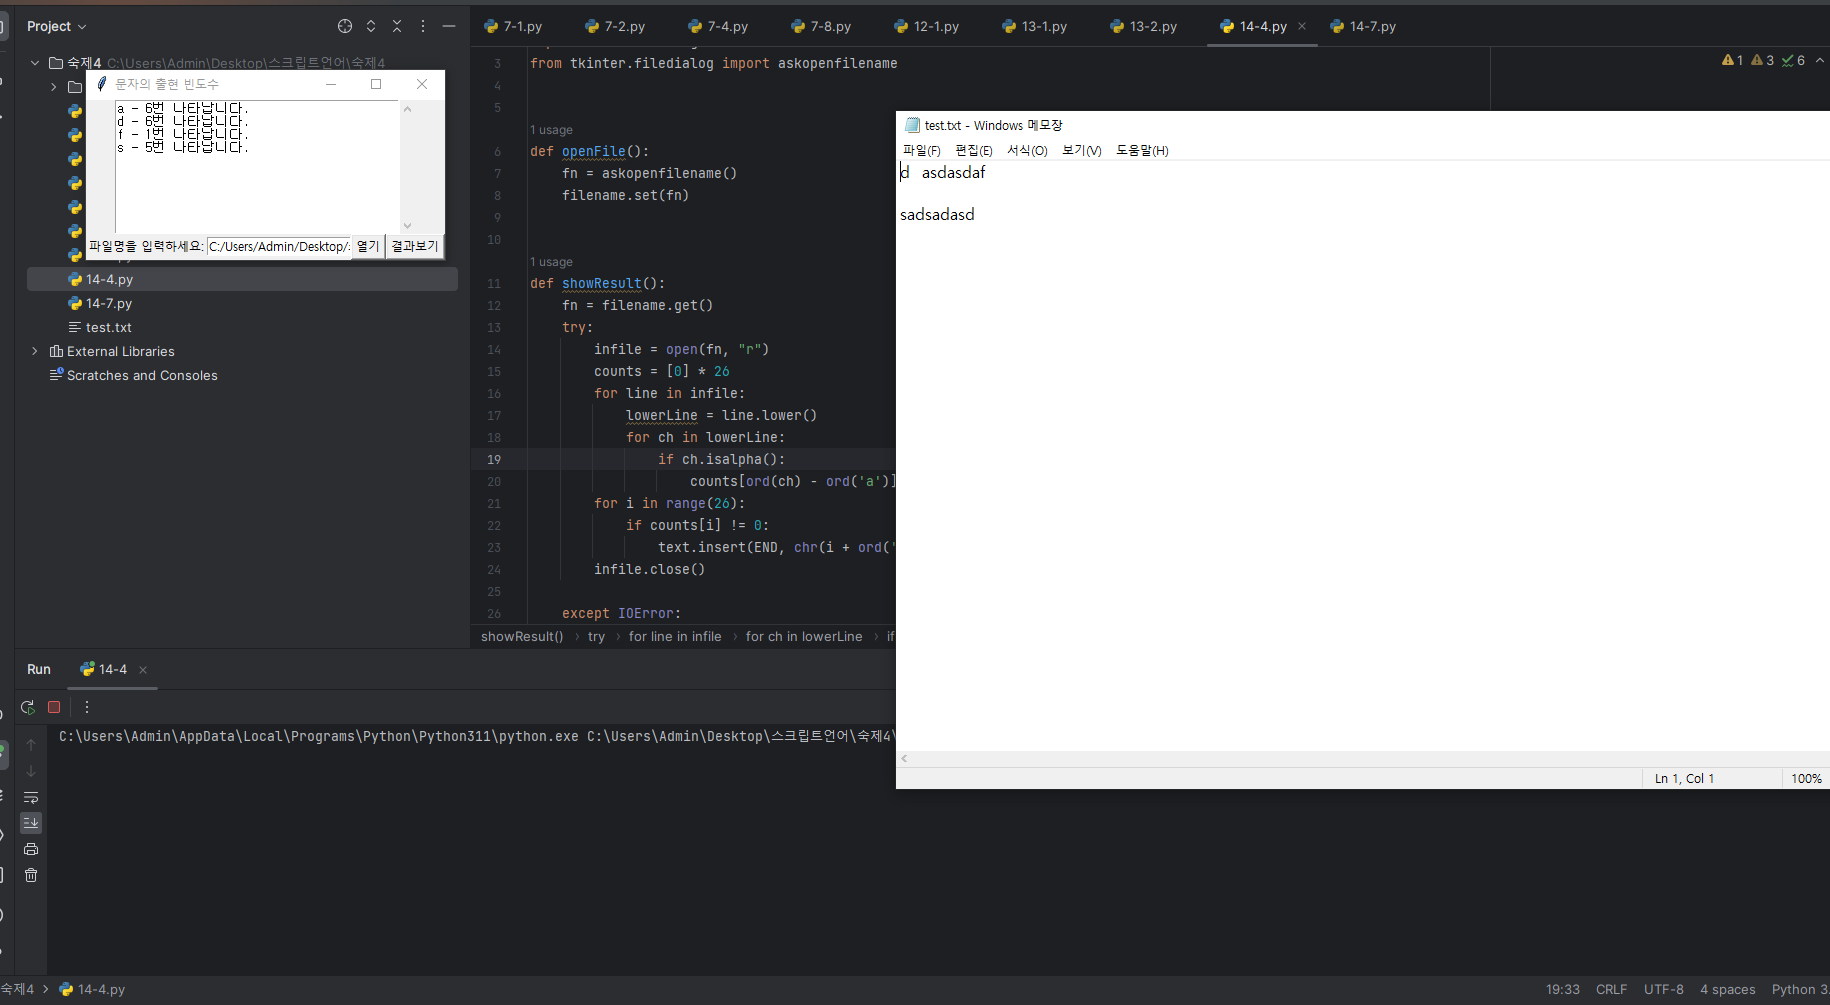 Project
7-1.py
7-2.py
7-4.py
7-8.py
12-1.py
13-1.py
13-2.py
14-4.py
14-7.py
숙제4 C:\Users\Admin\Desktop\스크립트언어\숙제4
문자의 출현 빈도수
a - 6번 나타납니다.
d - 6번 나타납니다.
f - 1번 나타납니다.
s - 5번 나타납니다.
파일명을 입력하세요: C:/Users/Admin/Desktop/ 열기 결과보기
14-4.py
14-7.py
test.txt
External Libraries
Scratches and Consoles
1 3 6
3 from tkinter.filedialog import askopenfilename
4
5
1 usage
6 def openFile():
7 fn = askopenfilename()
8 filename.set(fn)
9
10
1 usage
11 def showResult():
12 fn = filename.get()
13 try:
14 infile = open(fn, "r")
15 counts = [0] * 26
16 for line in infile:
17 lowerLine = line.lower()
18 for ch in lowerLine:
19 if ch.isalpha():
20 counts[ord(ch) - ord('a')]
21 for i in range(26):
22 if counts[i] != 0:
23 text.insert(END, chr(i + ord('
24 infile.close()
25
26 except IOError:
showResult() › try › for line in infile › for ch in lowerLine › if
test.txt - Windows 메모장
파일(F) 편집(E) 서식(O) 보기(V) 도움말(H)
d asdasdaf
sadsadasd
Ln 1, Col 1 100%
Run 14-4
C:\Users\Admin\AppData\Local\Programs\Python\Python311\python.exe C:\Users\Admin\Desktop\스크립트언어\숙제4\
숙제4 › 14-4.py
19:33 CRLF UTF-8 4 spaces Python 3.